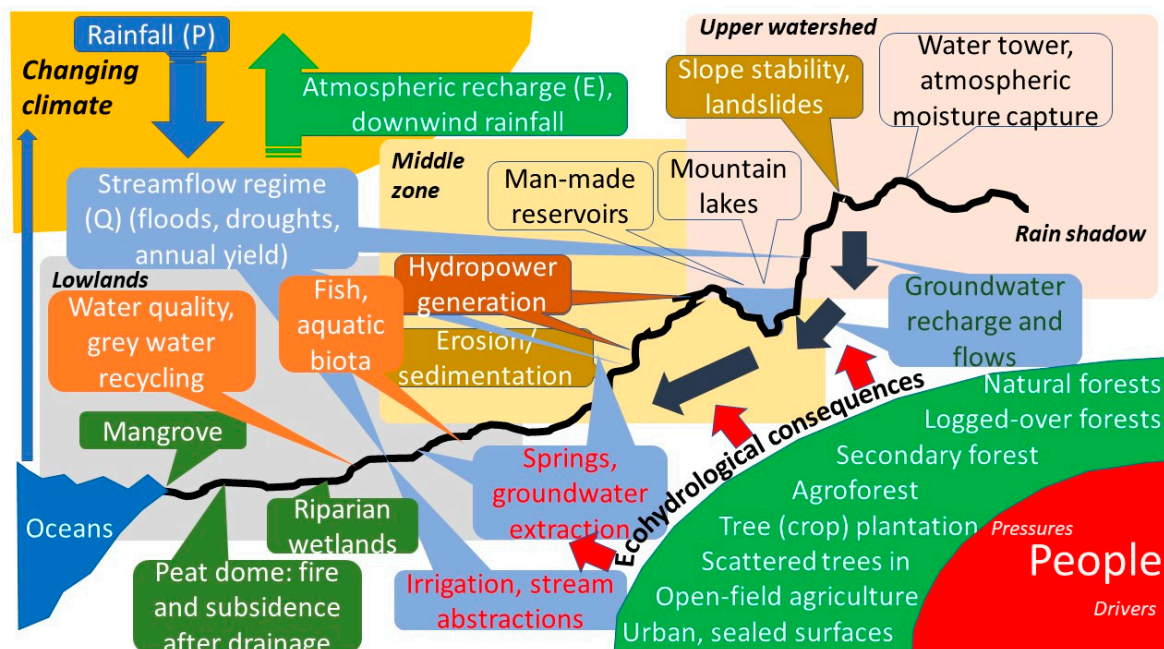 Rainfall (P)
Changing
climate
Atmospheric recharge (E),
downwind rainfall
Upper watershed
Slope stability,
landslides
Water tower,
atmospheric
moisture capture
Middle
zone
Man-made
reservoirs
Mountain
lakes
Rain shadow
Streamflow regime
(Q) (floods, droughts,
annual yield)
Lowlands
Water quality,
grey water
recycling
Fish,
aquatic
biota
Hydropower
generation
Erosion/
sedimentation
Groundwater
recharge and
flows
Mangrove
Oceans
Riparian
wetlands
Peat dome: fire
and subsidence
after drainage
Springs,
groundwater
extraction
Irrigation, stream
abstractions
Ecohydrological consequences
Natural forests
Logged-over forests
Secondary forest
Agroforest
Tree (crop) plantation
Scattered trees in
Open-field agriculture
Urban, sealed surfaces
Pressures
People
Drivers